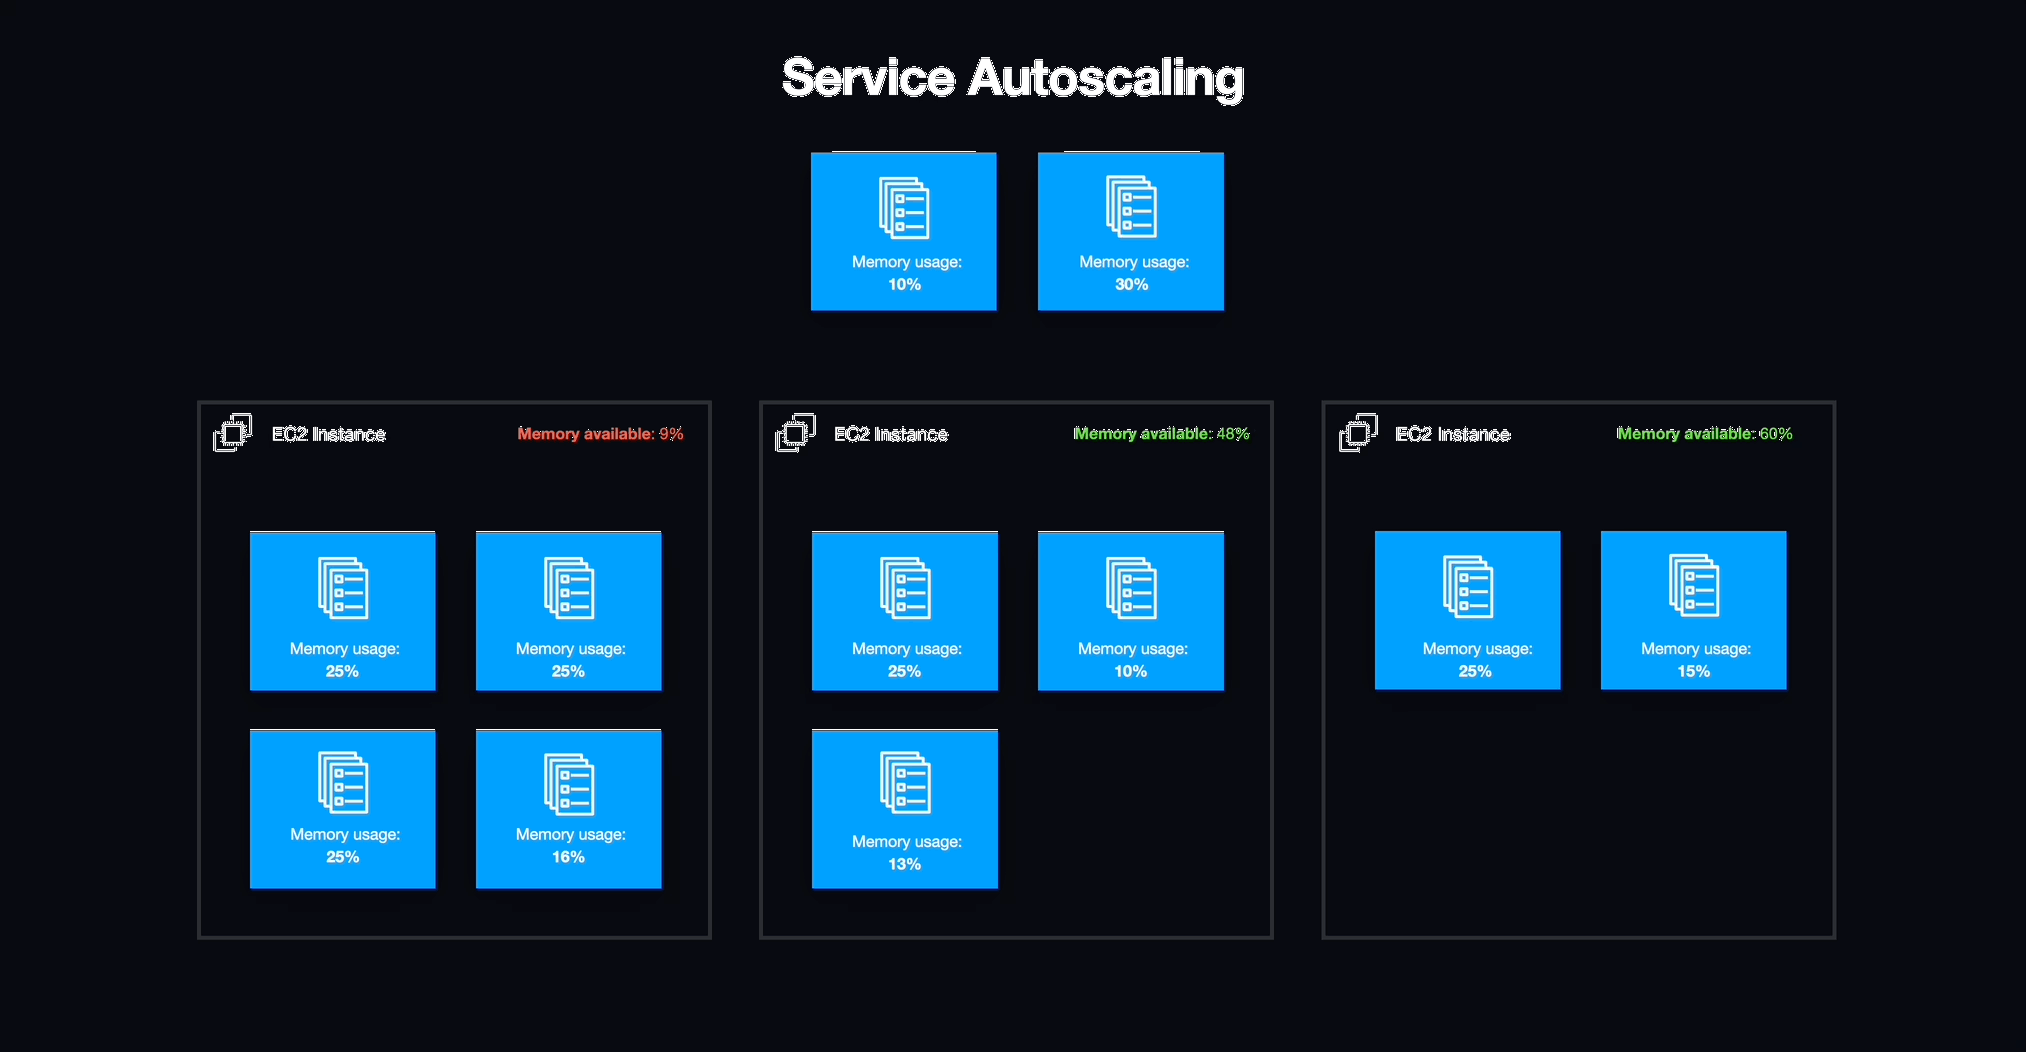 Service Autoscaling
Memory usage:
10%
Memory usage:
30%
EC2 Instance
Memory available: 9%
Memory usage:
25%
Memory usage:
25%
Memory usage:
25%
Memory usage:
16%
EC2 Instance
Memory available: 48%
Memory usage:
25%
Memory usage:
10%
Memory usage:
13%
EC2 Instance
Memory available: 60%
Memory usage:
25%
Memory usage:
15%